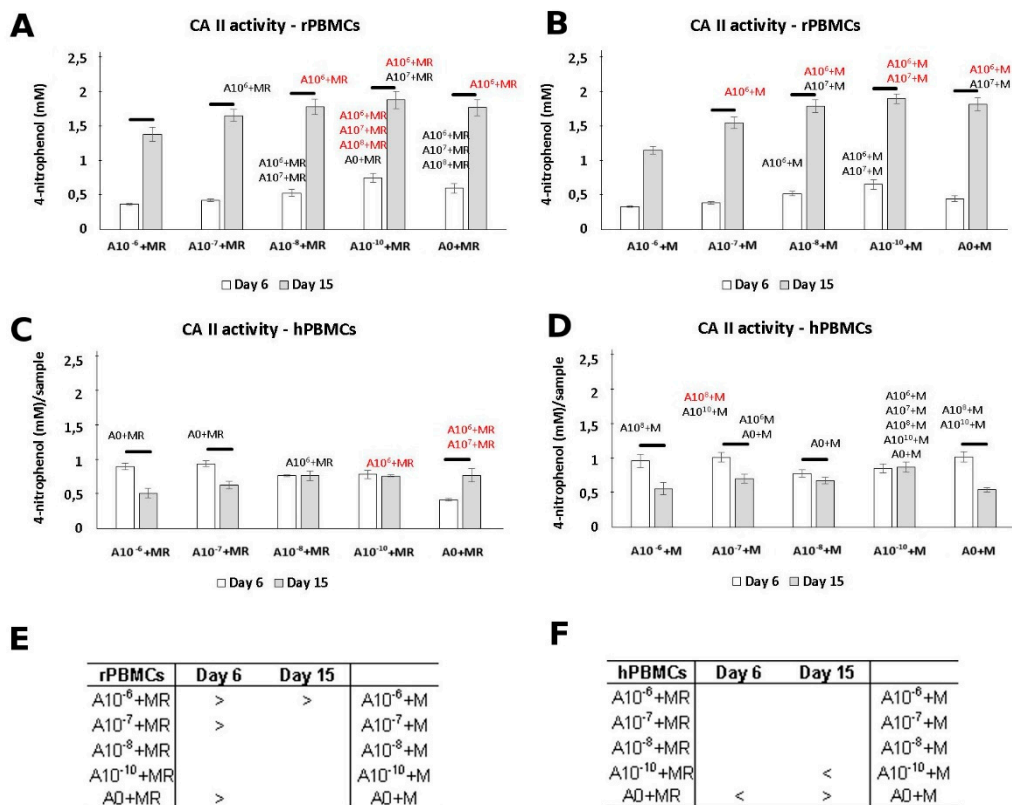 A
CA II activity - rPBMCs
4-nitrophenol (mM)
2,5
2
1,5
1
0,5
0
A10⁶+MR
A10⁶+MR
A10⁶+MR
A10⁷+MR
A10⁶+MR
A10⁶+MR
A10⁷+MR
A10⁶+MR
A10⁷+MR
A10⁸+MR
A0+MR
A10⁶+MR
A10⁷+MR
A10⁸+MR
A10⁻⁶+MR A10⁻⁷+MR A10⁻⁸+MR A10⁻¹⁰+MR A0+MR
Day 6 Day 15
B
CA II activity - rPBMCs
4-nitrophenol (mM)
2,5
2
1,5
1
0,5
0
A10⁶+M
A10⁶+M
A10⁷+M
A10⁶+M
A10⁷+M
A10⁶+M
A10⁷+M
A10⁶+M
A10⁶+M
A10⁷+M
A10⁻⁶+M A10⁻⁷+M A10⁻⁸+M A10⁻¹⁰+M A0+M
Day 6 Day 15
C
CA II activity - hPBMCs
4-nitrophenol (mM)/sample
2,5
2
1,5
1
0,5
0
A0+MR
A0+MR
A10⁶+MR
A10⁶+MR
A10⁶+MR
A10⁷+MR
A10⁻⁶+MR A10⁻⁷+MR A10⁻⁸+MR A10⁻¹⁰+MR A0+MR
Day 6 Day 15
D
CA II activity - hPBMCs
4-nitrophenol (mM)/sample
2,5
2
1,5
1
0,5
0
A10⁸+M
A10⁸+M
A10¹⁰+M
A10⁶M
A0+M
A0+M
A10⁶+M
A10⁷+M
A10⁸+M
A10¹⁰+M
A0+M
A10⁸+M
A10¹⁰+M
A10⁻⁶+M A10⁻⁷+M A10⁻⁸+M A10⁻¹⁰+M A0+M
Day 6 Day 15
E
rPBMCs Day 6 Day 15
A10⁻⁶+MR > > A10⁻⁶+M
A10⁻⁷+MR > A10⁻⁷+M
A10⁻⁸+MR A10⁻⁸+M
A10⁻¹⁰+MR A10⁻¹⁰+M
A0+MR > A0+M
F
hPBMCs Day 6 Day 15
A10⁻⁶+MR A10⁻⁶+M
A10⁻⁷+MR A10⁻⁷+M
A10⁻⁸+MR A10⁻⁸+M
A10⁻¹⁰+MR < A10⁻¹⁰+M
A0+MR < > A0+M